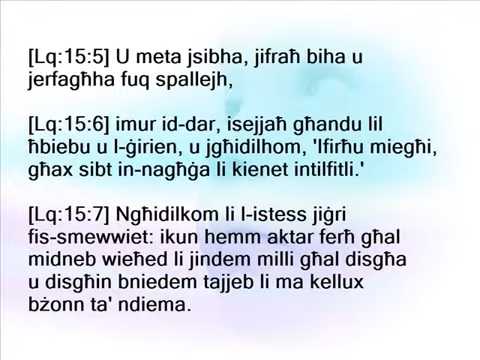 [Lq:15:5] U meta jsibha, jifraħ biha u
jerfagħha fuq spallejh,
[Lq:15:6] imur id-dar, isejjaħ għandu lil
ħbiebu u l-ġirien, u jgħidilhom, 'Ifirħu miegħi,
għax sibt in-nagħġa li kienet intilfitli.'
[Lq:15:7] Ngħidilkom li l-istess jiġri
fis-smewwiet: ikun hemm aktar ferħ għal
midneb wieħed li jindem milli għal disgħa
u disgħin bniedem tajjeb li ma kellux
bżonn ta' ndiema.